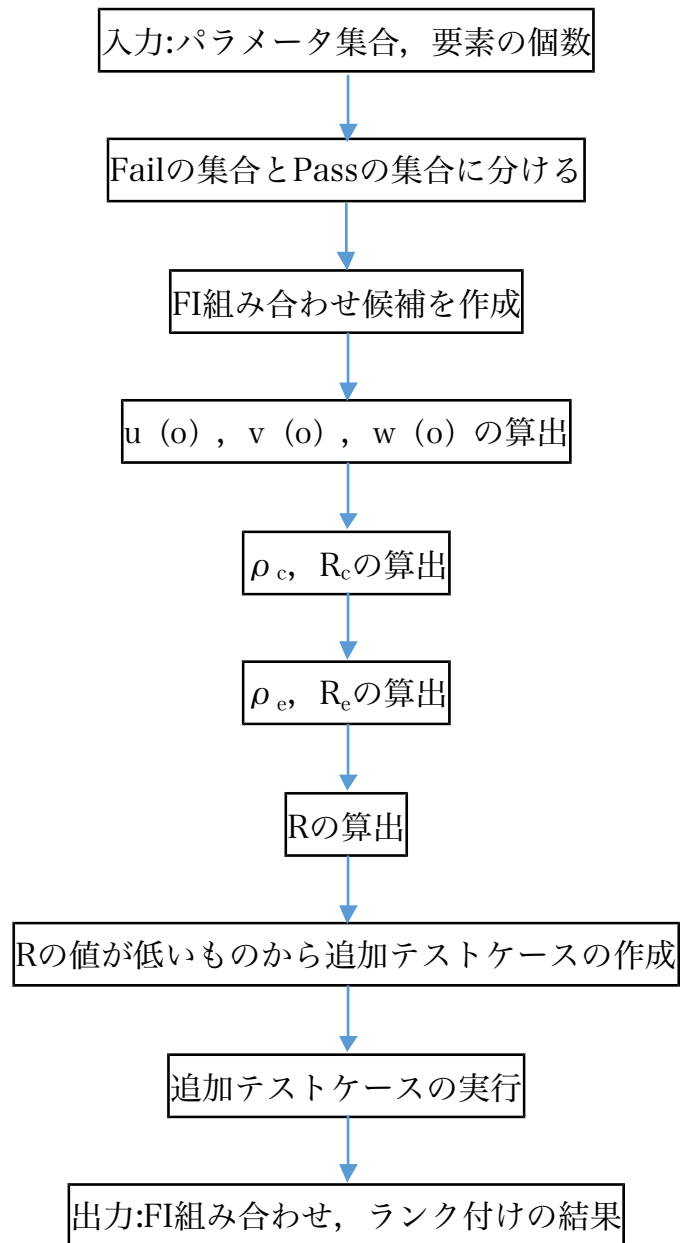 入力:パラメータ集合，要素の個数
Failの集合とPassの集合に分ける
FI組み合わせ候補を作成
u（o），v（o），w（o）の算出
ρc，Rcの算出
ρe，Reの算出
Rの算出
Rの値が低いものから追加テストケースの作成
追加テストケースの実行
出力:FI組み合わせ，ランク付けの結果